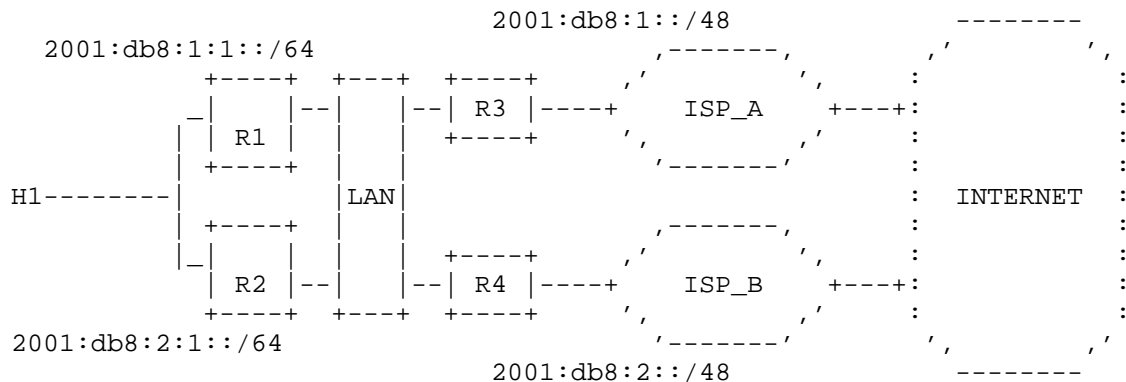 2001:db8:1::/48
2001:db8:1:1::/64
R1
R3
ISP_A
H1
LAN
INTERNET
R2
R4
ISP_B
2001:db8:2:1::/64
2001:db8:2::/48